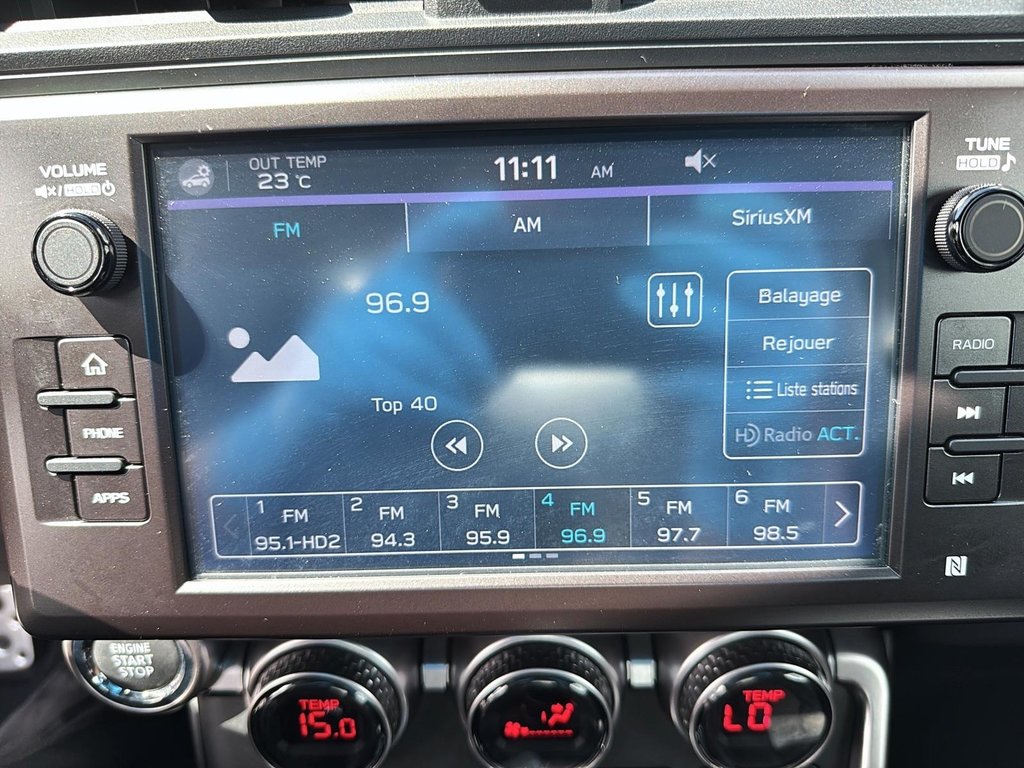 VOLUME
HOLD
OUT TEMP
23 °C
11:11 AM
TUNE
HOLD
FM
AM
SiriusXM
96.9
Balayage
Rejouer
Liste stations
HD Radio ACT.
Top 40
1 FM 95.1-HD2
2 FM 94.3
3 FM 95.9
4 FM 96.9
5 FM 97.7
6 FM 98.5
PHONE
APPS
RADIO
N
ENGINE
START
STOP
TEMP
15.0
TEMP
LO